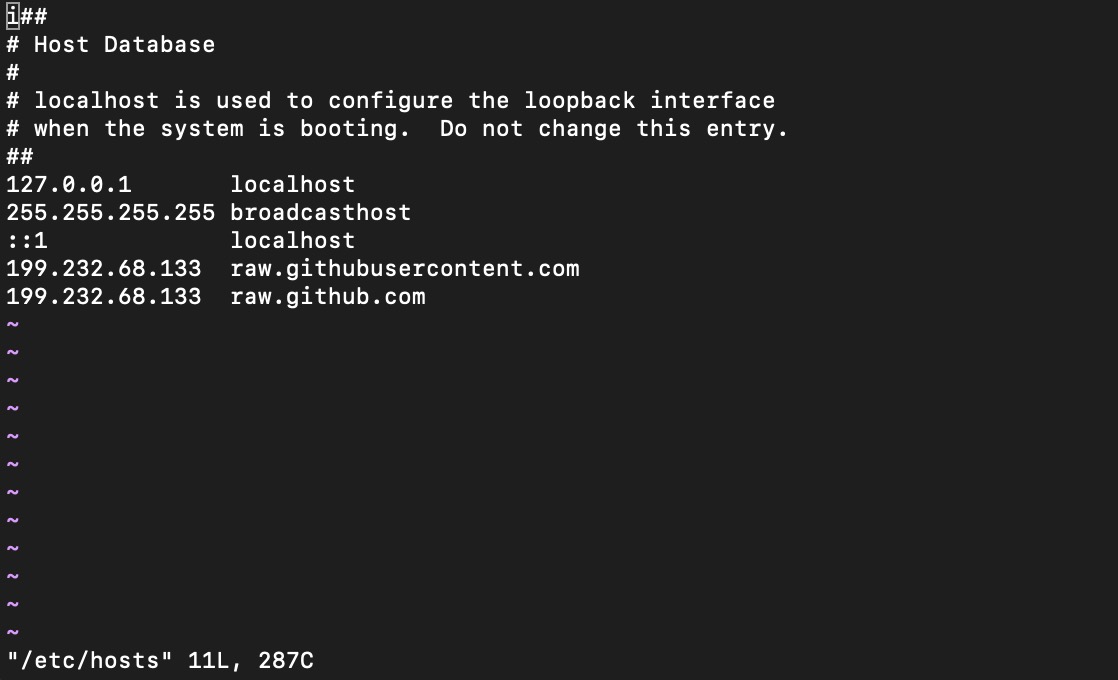 i##
# Host Database
#
# localhost is used to configure the loopback interface
# when the system is booting.  Do not change this entry.
##
127.0.0.1       localhost
255.255.255.255 broadcasthost
::1             localhost
199.232.68.133  raw.githubusercontent.com
199.232.68.133  raw.github.com
~
~
~
~
~
~
~
~
~
~
~
~
"/etc/hosts" 11L, 287C